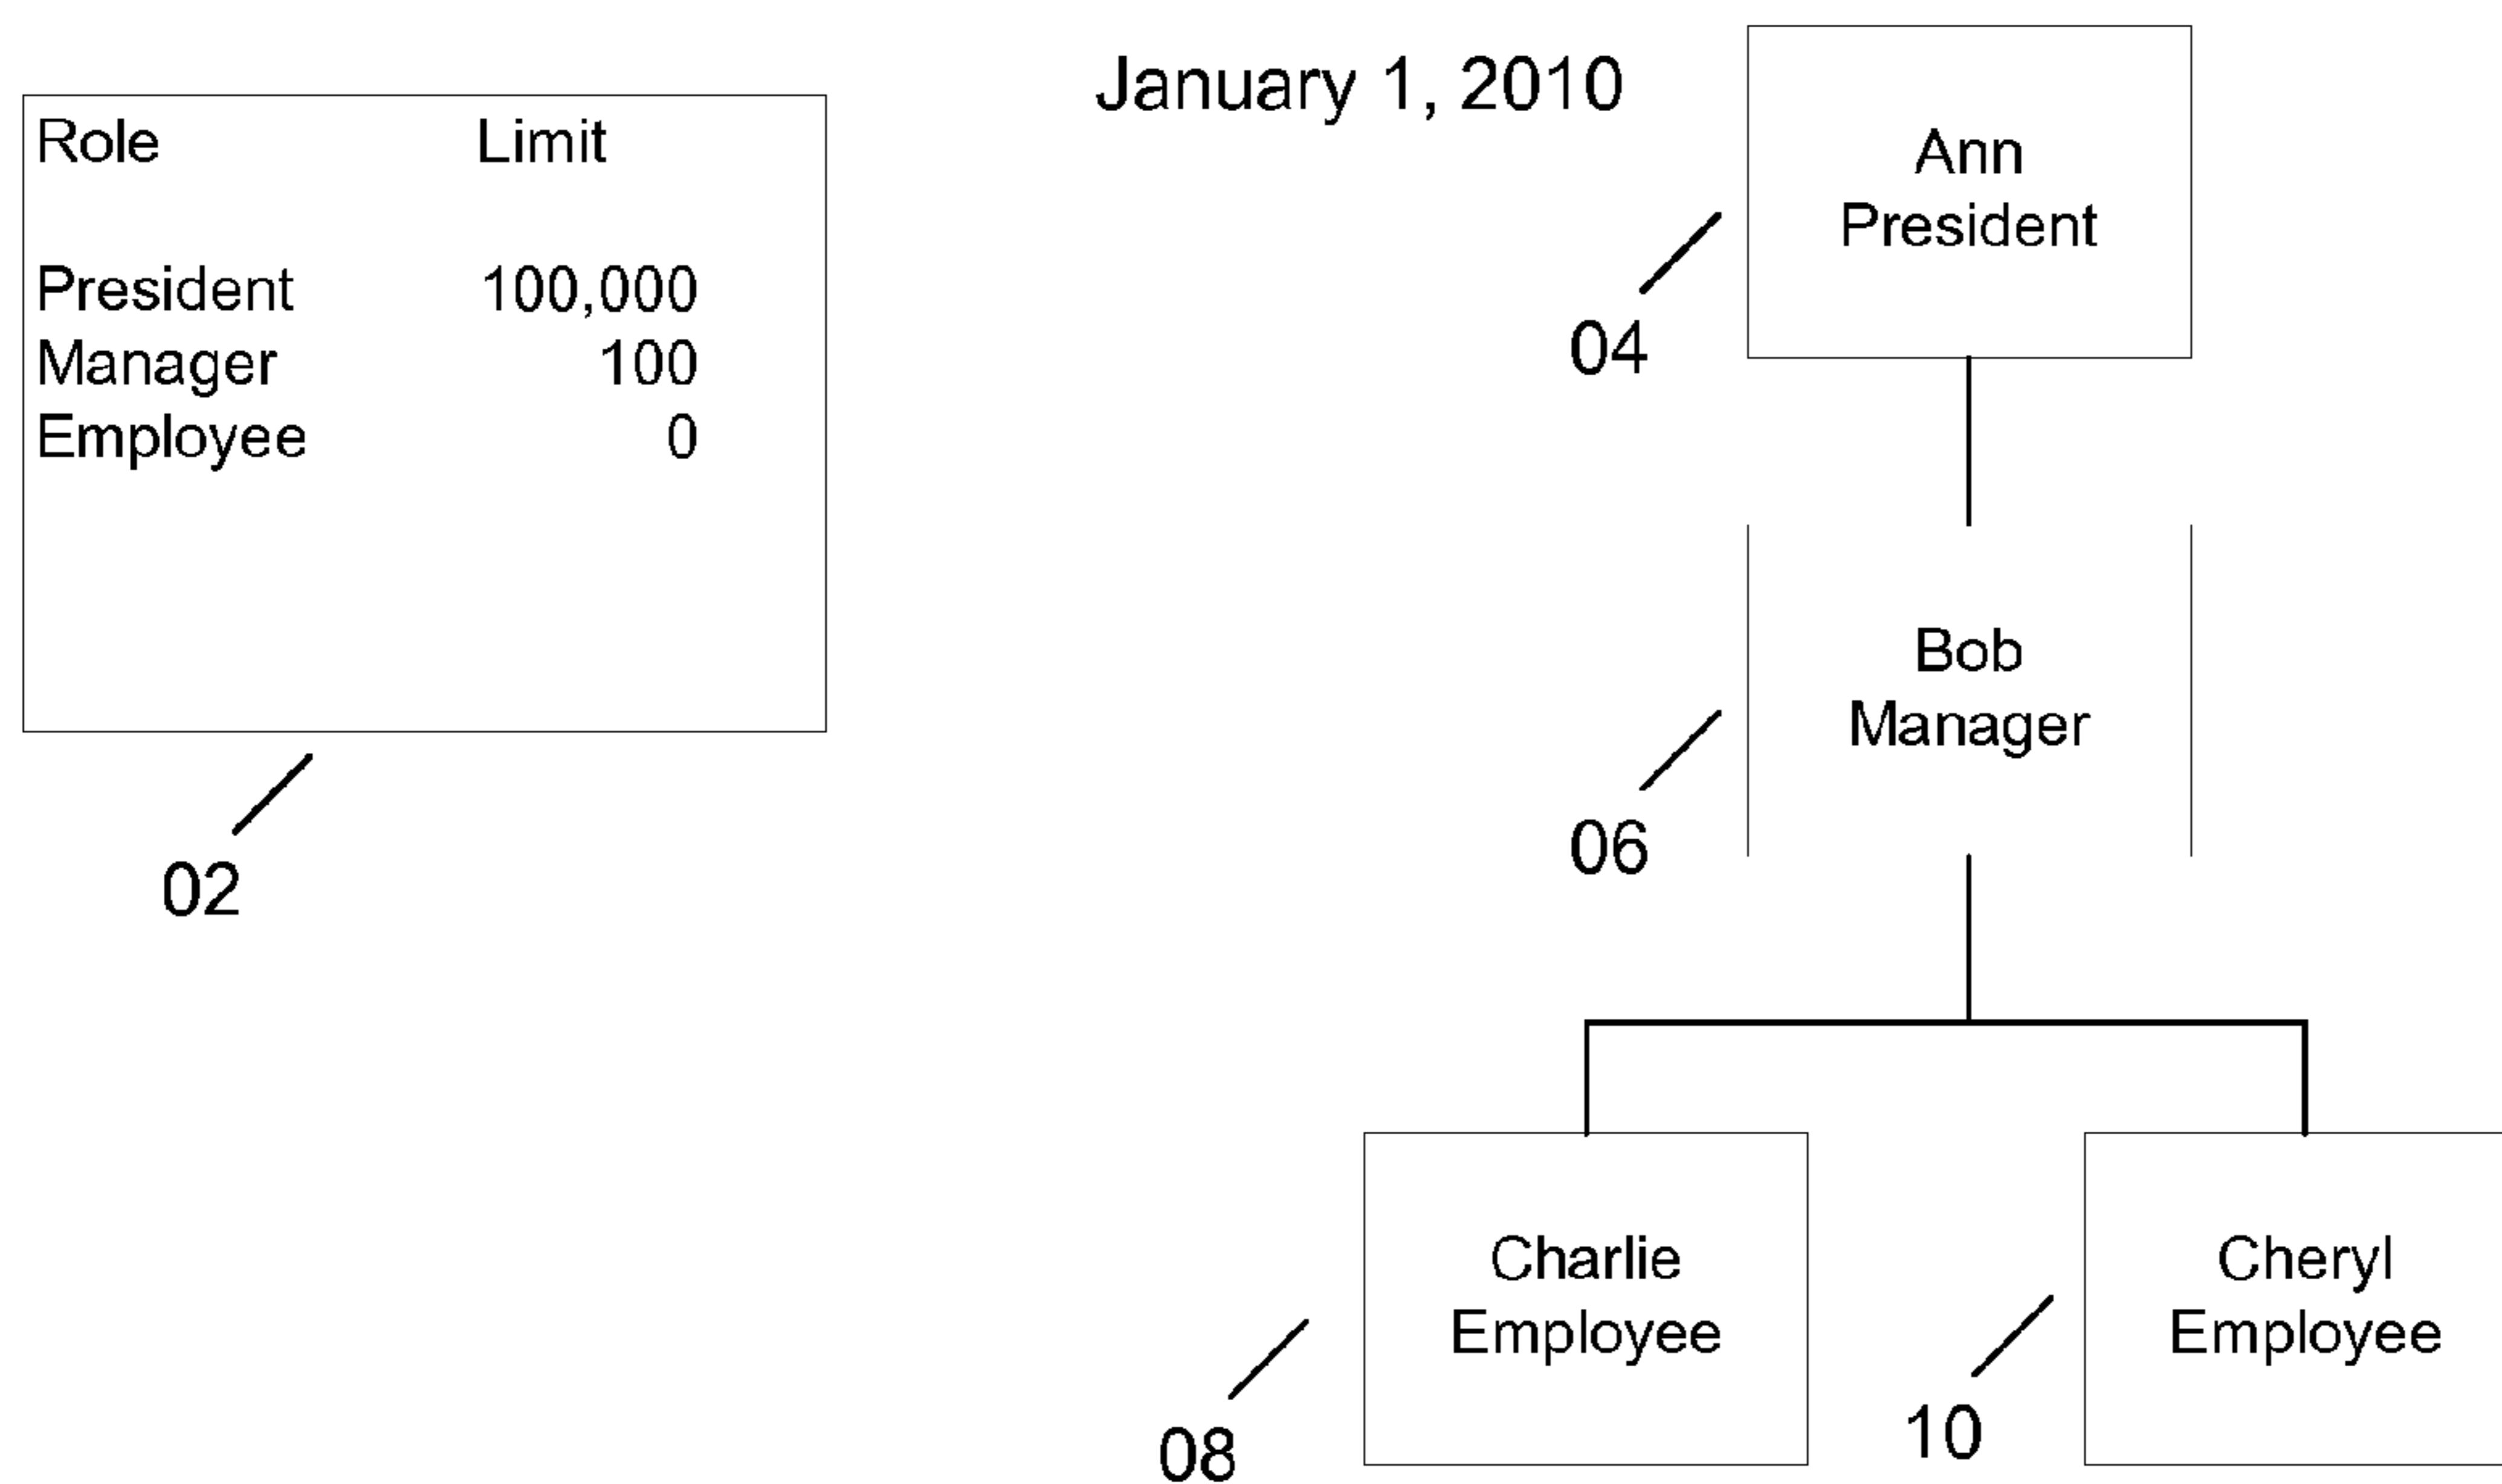 Role Limit
President 100,000
Manager 100
Employee 0
02
January 1, 2010
Ann
President
04
Bob
Manager
06
Charlie
Employee
08
Cheryl
Employee
10